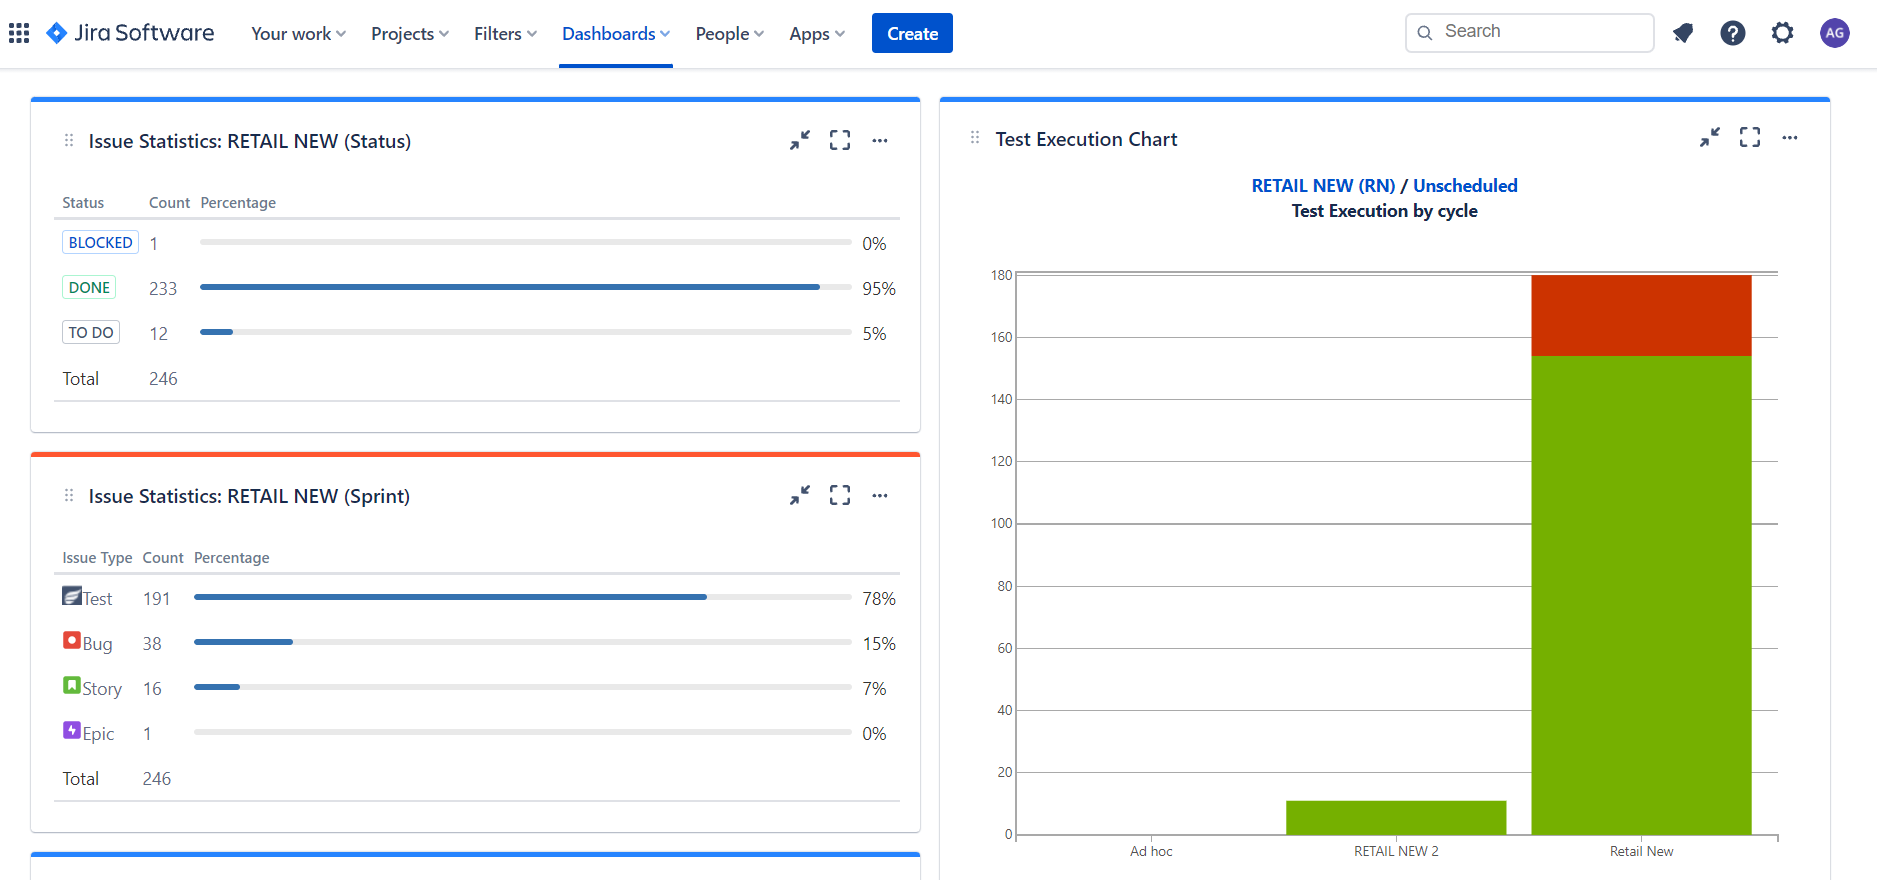 Jira Software Your work Projects Filters Dashboards People Apps Create Search AG
Issue Statistics: RETAIL NEW (Status)
Status Count Percentage
BLOCKED 1 0%
DONE 233 95%
TO DO 12 5%
Total 246
Issue Statistics: RETAIL NEW (Sprint)
Issue Type Count Percentage
Test 191 78%
Bug 38 15%
Story 16 7%
Epic 1 0%
Total 246
Test Execution Chart
RETAIL NEW (RN) / Unscheduled
Test Execution by cycle
180
160
140
120
100
80
60
40
20
0
Ad hoc RETAIL NEW 2 Retail New